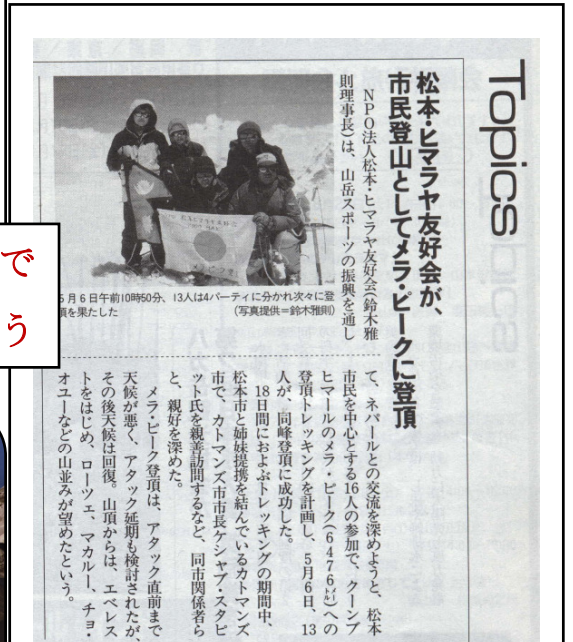 Topics
松本・ヒマラヤ友好会が、
市民登山としてメラ・ピークに登頂
NPO法人松本・ヒマラヤ友好会(鈴木雅
則理事長)は、山岳スポーツの振興を通し
て、ネパールとの交流を深めようと、松本
市民を中心とする16人の参加で、クーンブ
ヒマールのメラ・ピーク(6476㍍)への
登頂トレッキングを計画し、5月6日、13
人が、同峰登頂に成功した。
18日間におよぶトレッキングの期間中、
松本市と姉妹提携を結んでいるカトマンズ
市で、カトマンズ市市長ケシャブ・スタピ
ット氏を親善訪問するなど、同市関係者ら
と、親好を深めた。
メラ・ピーク登頂は、アタック直前まで
天候が悪く、アタック延期も検討されたが、
その後天候は回復。山頂からは、エベレス
トをはじめ、ローツェ、マカルー、チョ・
オユーなどの山並みが望めたという。
5月6日午前10時50分、13人は4パーティに分かれ次々に登
頂を果たした
(写真提供=鈴木雅則)
で
う